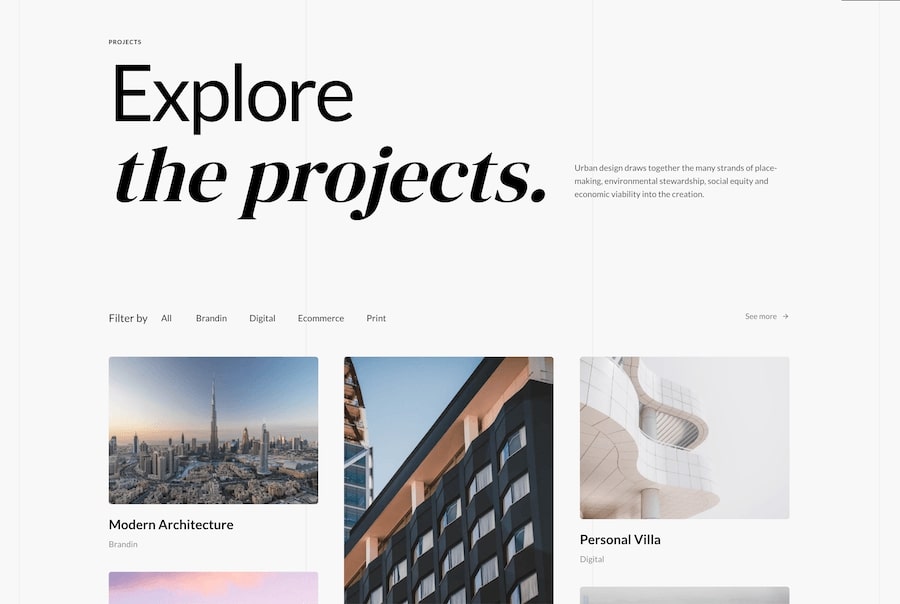 PROJECTS
Explore
the projects.
Urban design draws together the many strands of place-
making, environmental stewardship, social equity and
economic viability into the creation.
Filter by All Brandin Digital Ecommerce Print
See more →
Modern Architecture
Brandin
Personal Villa
Digital